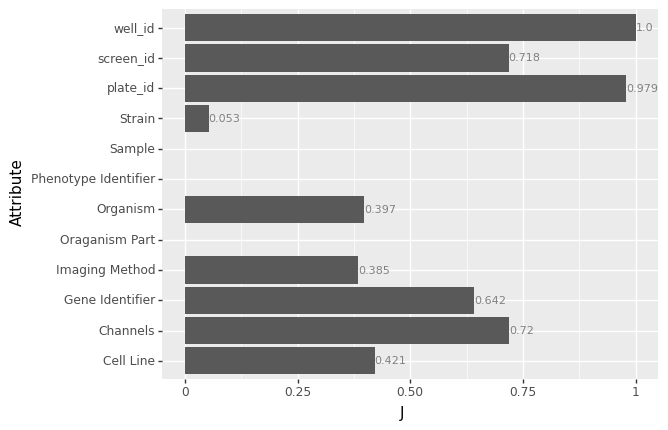 well_id
1.0
screen_id
0.718
plate_id
0.979
Strain
0.053
Sample
Phenotype Identifier
Organism
0.397
Oraganism Part
Imaging Method
0.385
Gene Identifier
0.642
Channels
0.72
Cell Line
0.421
0
0.25
0.50
0.75
1
J
Attribute